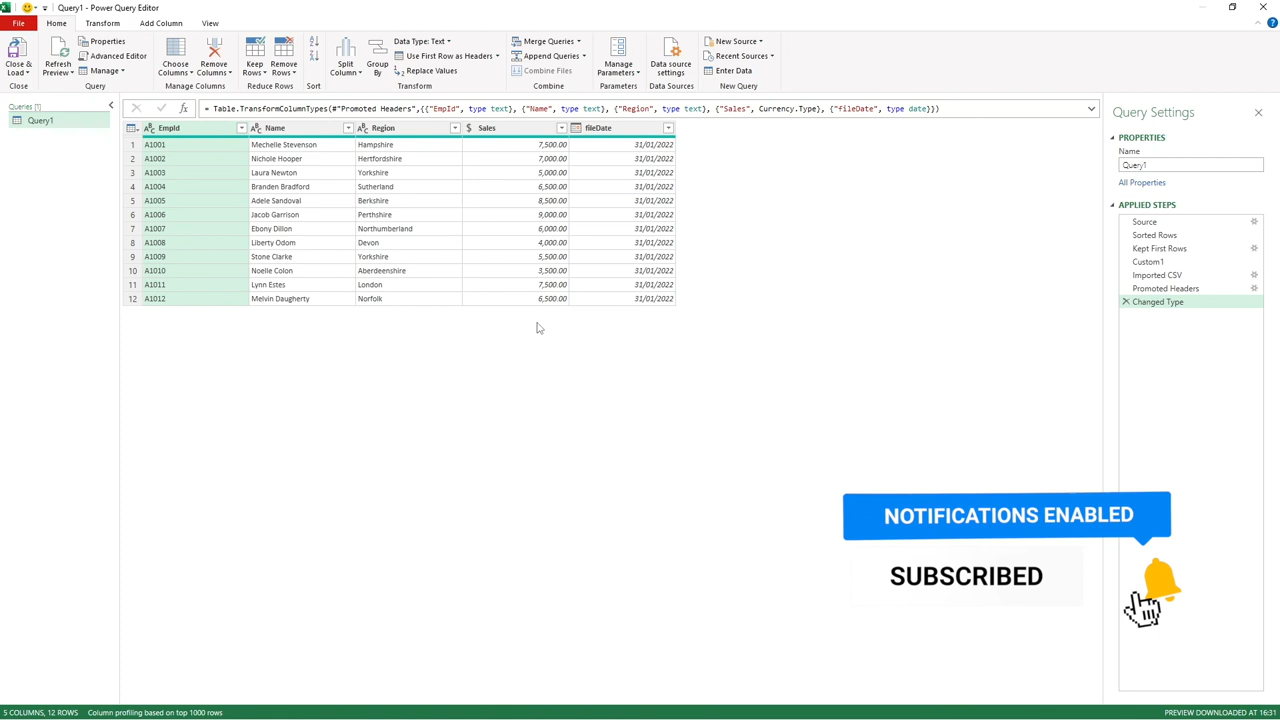 Query1 - Power Query Editor
File
Home
Transform
Add Column
View
Close & Load
Close
Refresh Preview
Properties
Advanced Editor
Manage
Query
Choose Columns
Remove Columns
Manage Columns
Keep Rows
Remove Rows
Reduce Rows
Sort
Split Column
Group By
Data Type: Text
Use First Row as Headers
Replace Values
Transform
Merge Queries
Append Queries
Combine Files
Combine
Manage Parameters
Parameters
Data source settings
Data Sources
New Source
Recent Sources
Enter Data
New Query
Queries [1]
Query1
= Table.TransformColumnTypes(#"Promoted Headers",{{"EmpId", type text}, {"Name", type text}, {"Region", type text}, {"Sales", Currency.Type}, {"fileDate", type date}})
EmpId Name Region Sales fileDate
1 A1001 Mechelle Stevenson Hampshire 7,500.00 31/01/2022
2 A1002 Nichole Hooper Hertfordshire 7,000.00 31/01/2022
3 A1003 Laura Newton Yorkshire 5,000.00 31/01/2022
4 A1004 Branden Bradford Sutherland 6,500.00 31/01/2022
5 A1005 Adele Sandoval Berkshire 8,500.00 31/01/2022
6 A1006 Jacob Garrison Perthshire 9,000.00 31/01/2022
7 A1007 Ebony Dillon Northumberland 6,000.00 31/01/2022
8 A1008 Liberty Odom Devon 4,000.00 31/01/2022
9 A1009 Stone Clarke Yorkshire 5,500.00 31/01/2022
10 A1010 Noelle Colon Aberdeenshire 3,500.00 31/01/2022
11 A1011 Lynn Estes London 7,500.00 31/01/2022
12 A1012 Melvin Daugherty Norfolk 6,500.00 31/01/2022
Query Settings
PROPERTIES
Name
Query1
All Properties
APPLIED STEPS
Source
Sorted Rows
Kept First Rows
Custom1
Imported CSV
Promoted Headers
Changed Type
NOTIFICATIONS ENABLED
SUBSCRIBED
5 COLUMNS, 12 ROWS
Column profiling based on top 1000 rows
PREVIEW DOWNLOADED AT 16:31